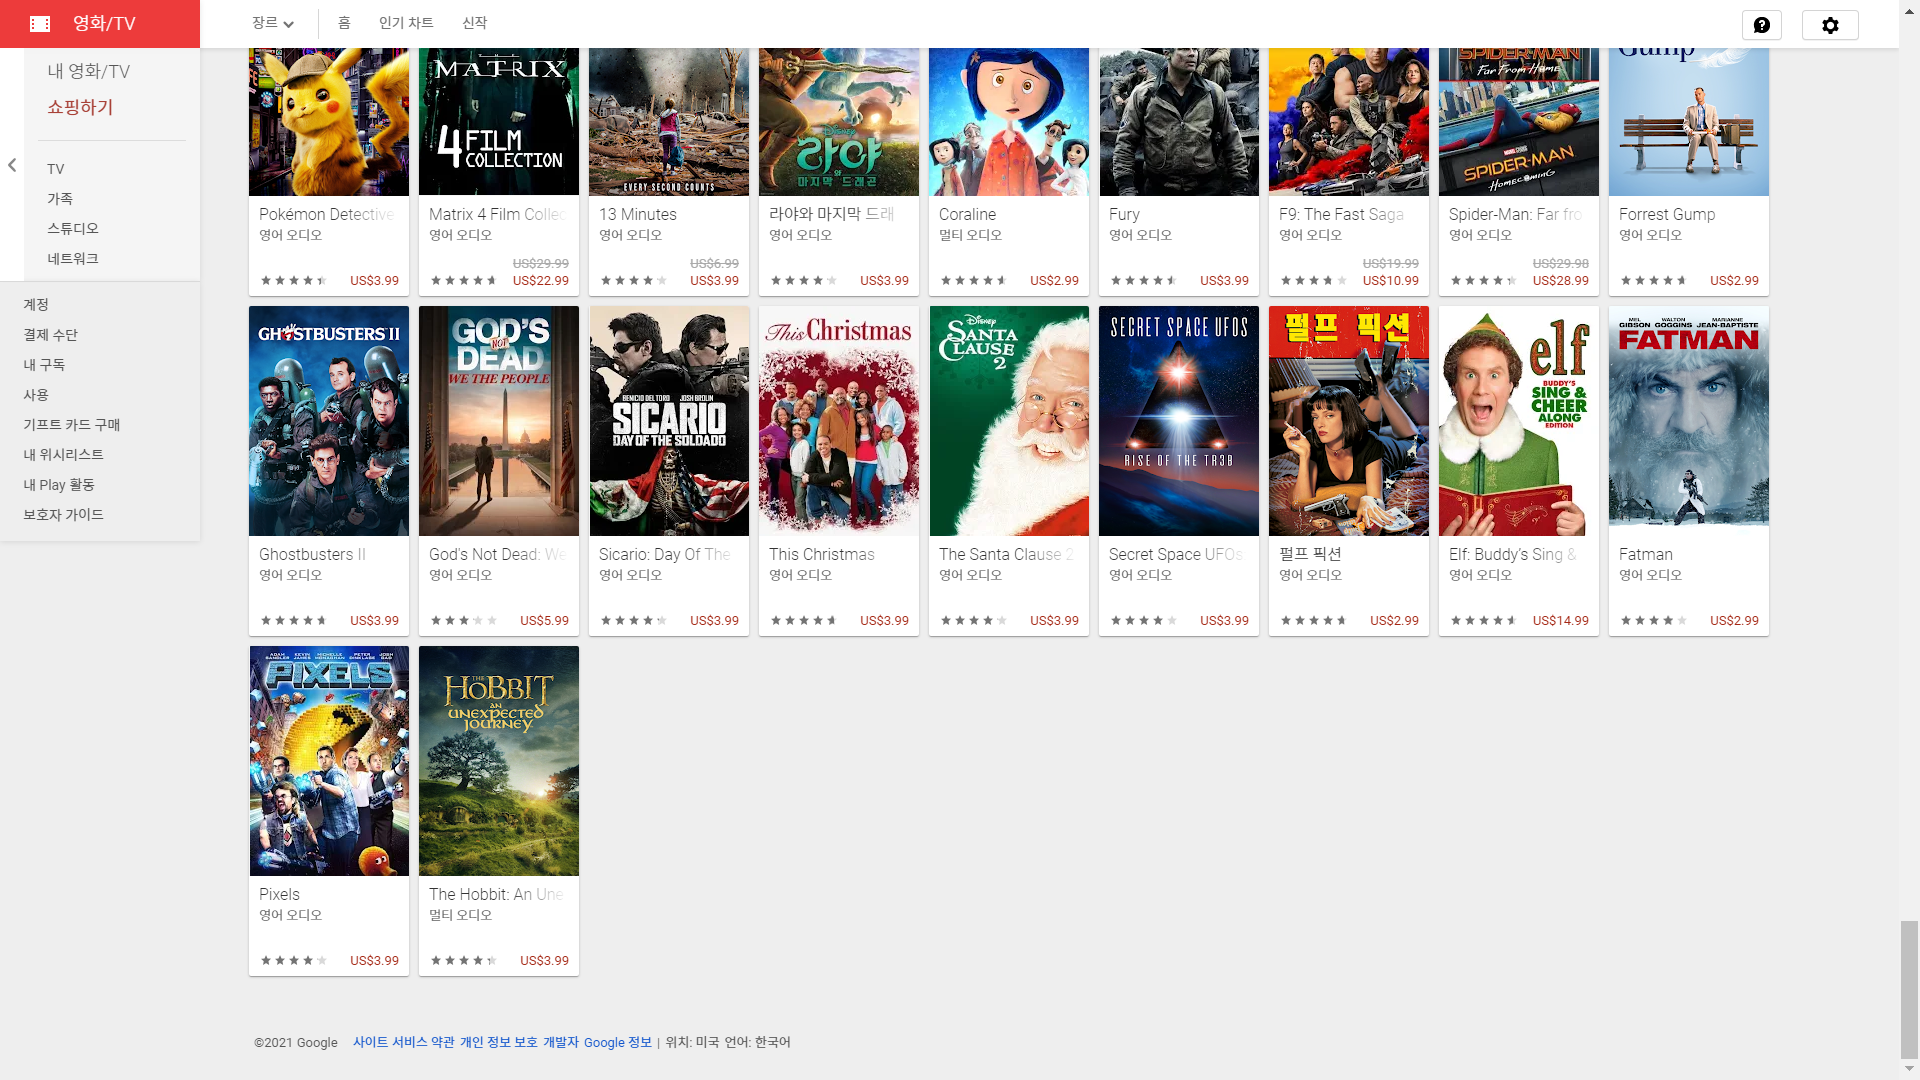 영화/TV
장르
홈
인기 차트
신작
내 영화/TV
쇼핑하기
TV
가족
스튜디오
네트워크
계정
결제 수단
내 구독
사용
기프트 카드 구매
내 위시리스트
내 Play 활동
보호자 가이드
MATRIX
4 FILM
COLLECTION
EVERY SECOND COUNTS
Disney
라야
와
마지막 드래곤
SPIDER-MAN
Far From Home
SPIDER-MAN
Homecoming
Gump
Pokémon Detective
영어 오디오
US$3.99
Matrix 4 Film Collec
영어 오디오
US$29.99
US$22.99
13 Minutes
영어 오디오
US$6.99
US$3.99
라야와 마지막 드래
영어 오디오
US$3.99
Coraline
멀티 오디오
US$2.99
Fury
영어 오디오
US$3.99
F9: The Fast Saga
영어 오디오
US$19.99
US$10.99
Spider-Man: Far fro
영어 오디오
US$29.98
US$28.99
Forrest Gump
영어 오디오
US$2.99
GHOSTBUSTERS II
GOD'S
NOT
DEAD
WE THE PEOPLE
BENICIO DEL TORO JOSH BROLIN
SICARIO
DAY OF THE SOLDADO
This Christmas
Disney
SANTA
CLAUSE
2
SECRET SPACE UFOS
RISE OF THE TR3B
펄프 픽션
elf
BUDDY'S
SING &
CHEER
ALONG
EDITION
MEL GIBSON WALTON GOGGINS MARIANNE JEAN-BAPTISTE
FATMAN
Ghostbusters II
영어 오디오
US$3.99
God's Not Dead: We
영어 오디오
US$5.99
Sicario: Day Of The
영어 오디오
US$3.99
This Christmas
영어 오디오
US$3.99
The Santa Clause 2
영어 오디오
US$3.99
Secret Space UFOs
영어 오디오
US$3.99
펄프 픽션
영어 오디오
US$2.99
Elf: Buddy's Sing &
영어 오디오
US$14.99
Fatman
영어 오디오
US$2.99
ADAM SANDLER KEVIN JAMES MICHELLE MONAGHAN PETER DINKLAGE JOSH GAD
PIXELS
THE HOBBIT
AN
UNEXPECTED
JOURNEY
Pixels
영어 오디오
US$3.99
The Hobbit: An Une
멀티 오디오
US$3.99
©2021 Google 사이트 서비스 약관 개인 정보 보호 개발자 Google 정보 | 위치: 미국 언어: 한국어